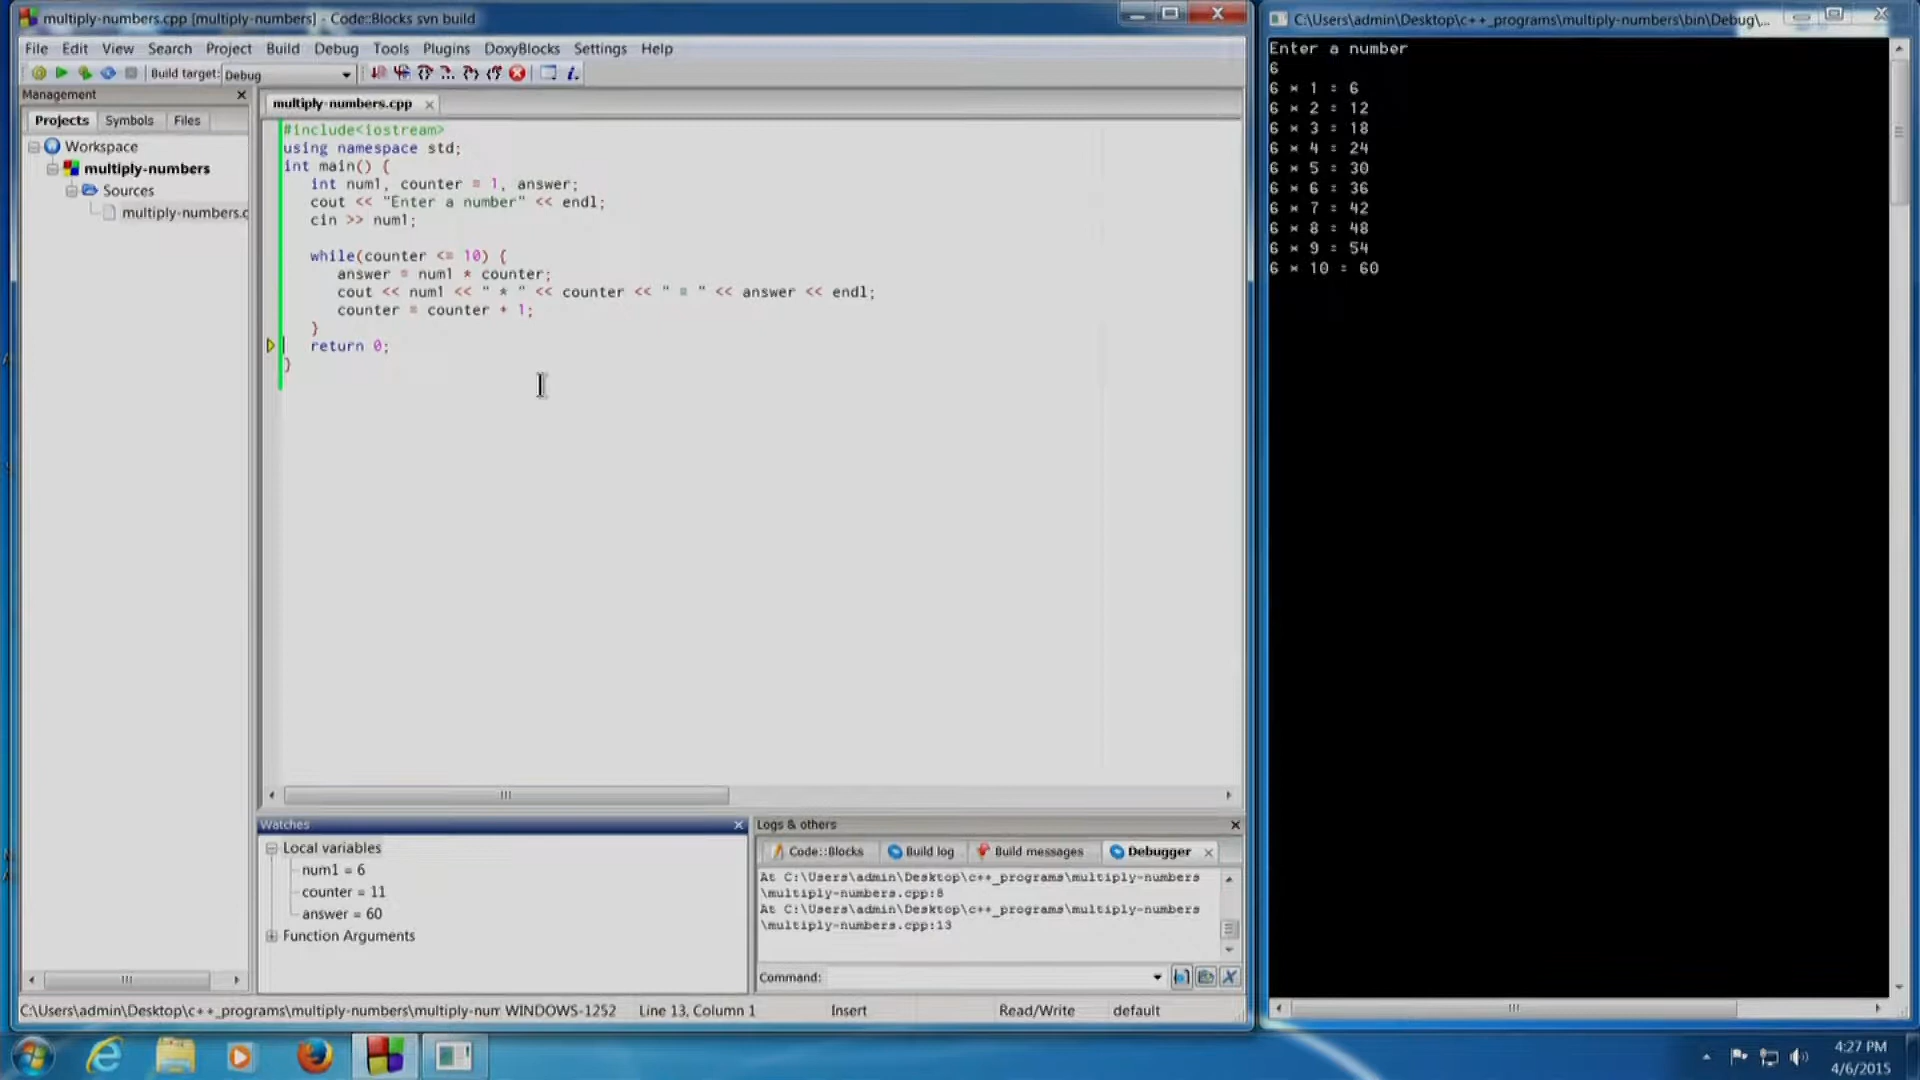 multiply-numbers.cpp [multiply-numbers] - Code::Blocks svn build
File Edit View Search Project Build Debug Tools Plugins DoxyBlocks Settings Help
Build target: Debug
Management
Projects Symbols Files
Workspace
multiply-numbers
Sources
multiply-numbers.c
multiply-numbers.cpp
#include<iostream>
using namespace std;
int main() {
int num1, counter = 1, answer;
cout << "Enter a number" << endl;
cin >> num1;
while(counter <= 10) {
answer = num1 * counter;
cout << num1 << " * " << counter << " = " << answer << endl;
counter = counter + 1;
}
return 0;
}
Watches
Local variables
num1 = 6
counter = 11
answer = 60
Function Arguments
Logs & others
Code::Blocks Build log Build messages Debugger
At C:\Users\admin\Desktop\c++_programs\multiply-numbers
\multiply-numbers.cpp:8
At C:\Users\admin\Desktop\c++_programs\multiply-numbers
\multiply-numbers.cpp:13
Command:
C:\Users\admin\Desktop\c++_programs\multiply-numbers\multiply-num WINDOWS-1252 Line 13, Column 1 Insert Read/Write default
C:\Users\admin\Desktop\c++_programs\multiply-numbers\bin\Debug\...
Enter a number
6
6 * 1 = 6
6 * 2 = 12
6 * 3 = 18
6 * 4 = 24
6 * 5 = 30
6 * 6 = 36
6 * 7 = 42
6 * 8 = 48
6 * 9 = 54
6 * 10 = 60
4:27 PM
4/6/2015